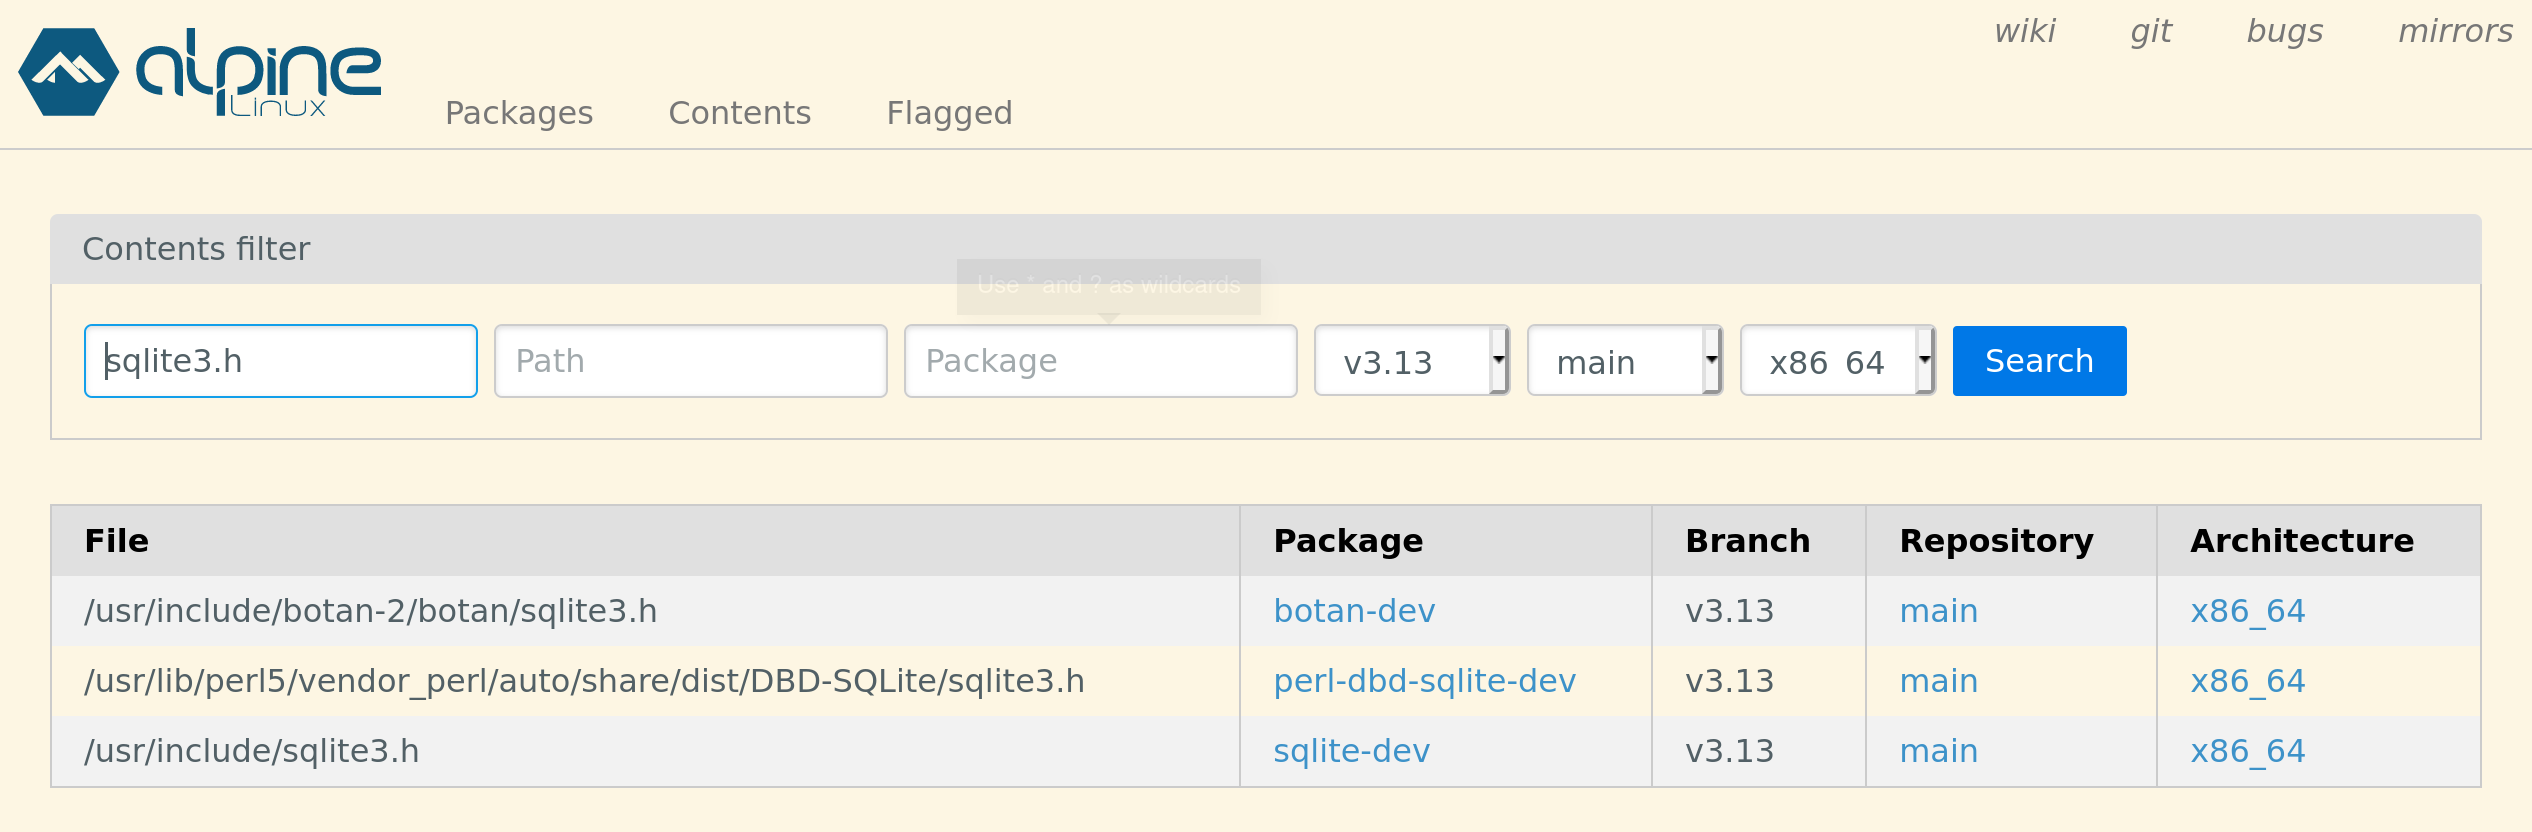 wiki git bugs mirrors
alpine
Linux
Packages Contents Flagged
Contents filter
Use * and ? as wildcards
sqlite3.h Path Package v3.13 main x86_64 Search
File Package Branch Repository Architecture
/usr/include/botan-2/botan/sqlite3.h botan-dev v3.13 main x86_64
/usr/lib/perl5/vendor_perl/auto/share/dist/DBD-SQLite/sqlite3.h perl-dbd-sqlite-dev v3.13 main x86_64
/usr/include/sqlite3.h sqlite-dev v3.13 main x86_64